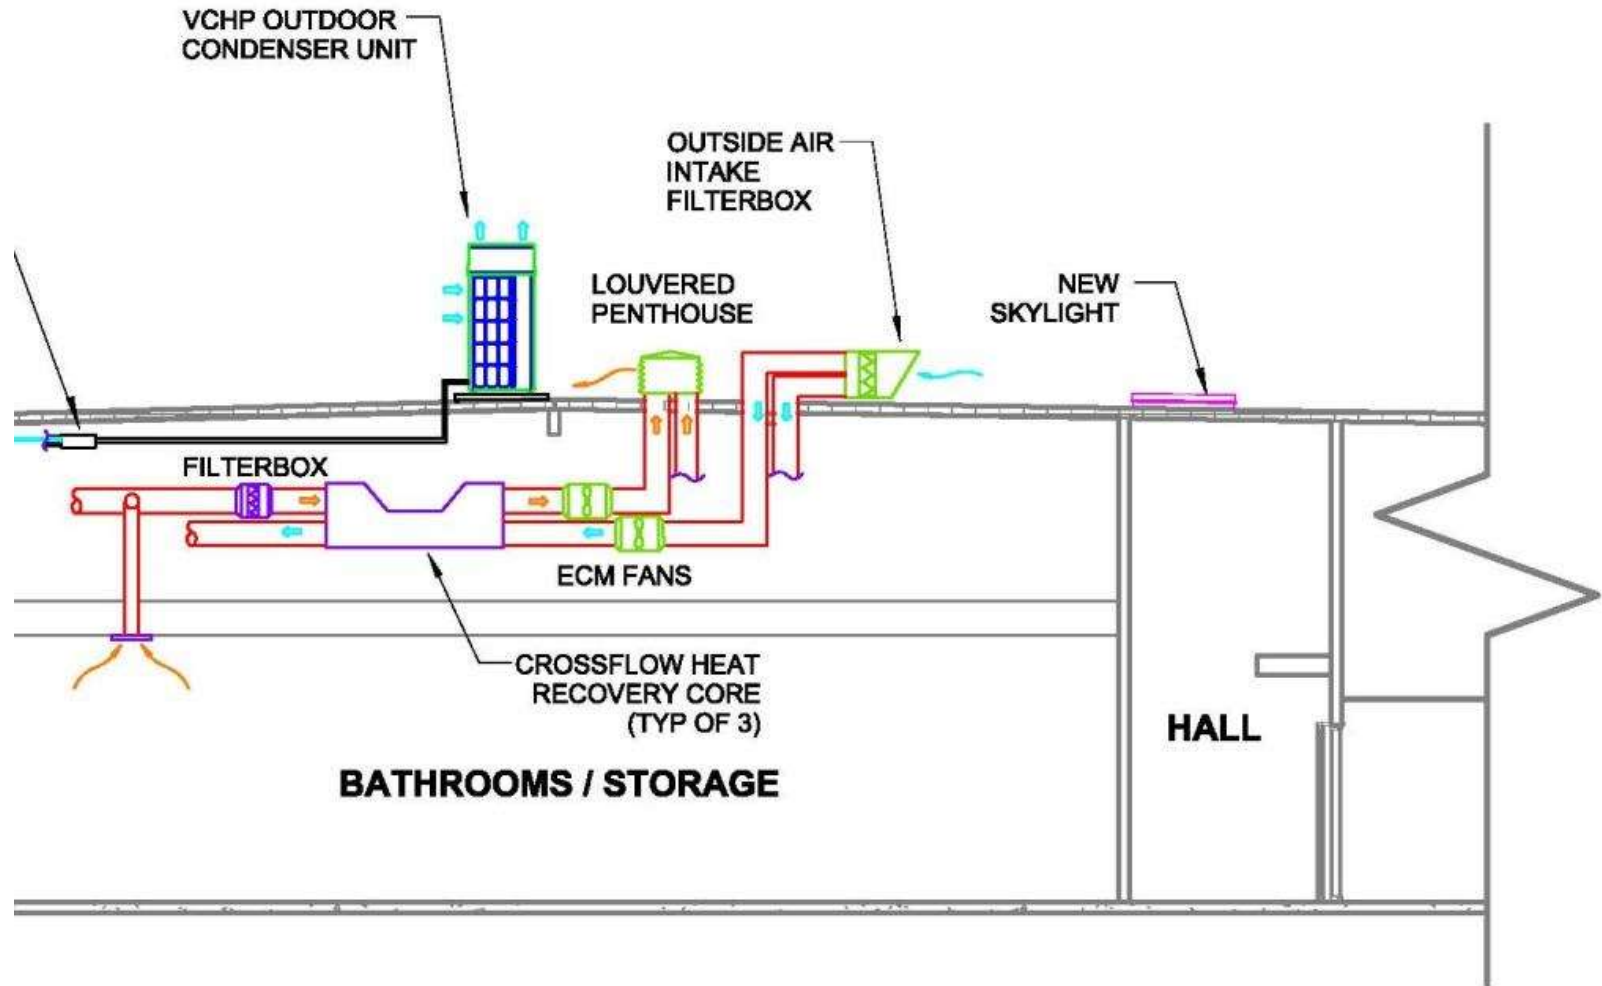 VCHP OUTDOOR
CONDENSER UNIT
OUTSIDE AIR
INTAKE
FILTERBOX
LOUVERED
PENTHOUSE
NEW
SKYLIGHT
FILTERBOX
ECM FANS
CROSSFLOW HEAT
RECOVERY CORE
(TYP OF 3)
HALL
BATHROOMS / STORAGE